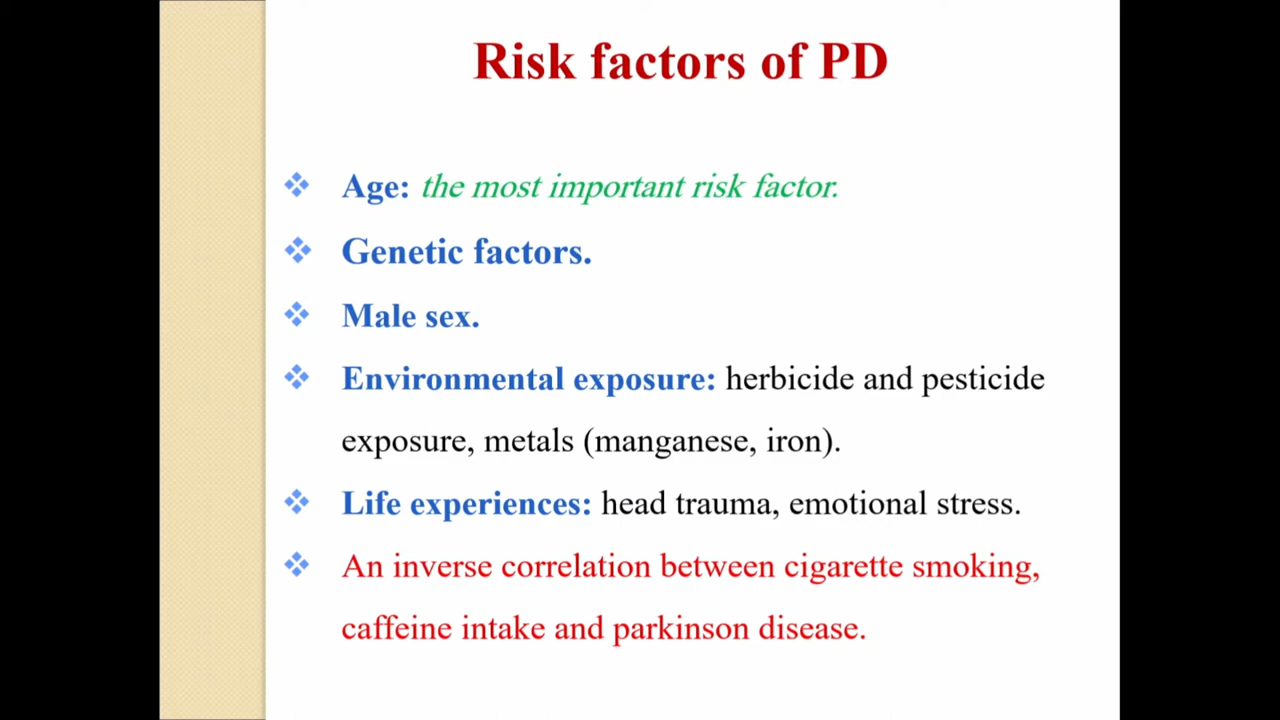 Risk factors of PD
Age: the most important risk factor.
Genetic factors.
Male sex.
Environmental exposure: herbicide and pesticide
exposure, metals (manganese, iron).
Life experiences: head trauma, emotional stress.
An inverse correlation between cigarette smoking,
caffeine intake and parkinson disease.